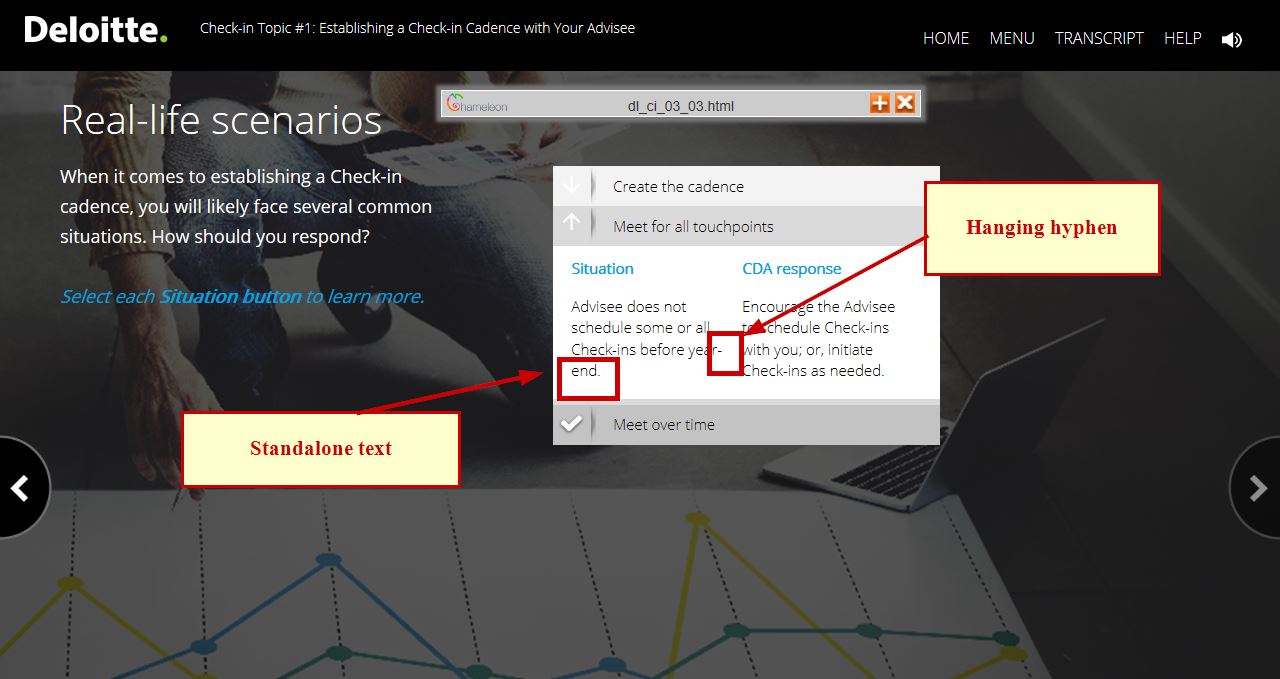 Deloitte.
Check-in Topic #1: Establishing a Check-in Cadence with Your Advisee
HOME MENU TRANSCRIPT HELP
Real-life scenarios
When it comes to establishing a Check-in
cadence, you will likely face several common
situations. How should you respond?
Select each Situation button to learn more.
Chameleon
dl_ci_03_03.html
Create the cadence
Meet for all touchpoints
Situation
Advisee does not
schedule some or all
Check-ins before year-
end.
CDA response
Encourage the Advisee
to schedule Check-ins
with you; or, initiate
Check-ins as needed.
Meet over time
Hanging hyphen
Standalone text